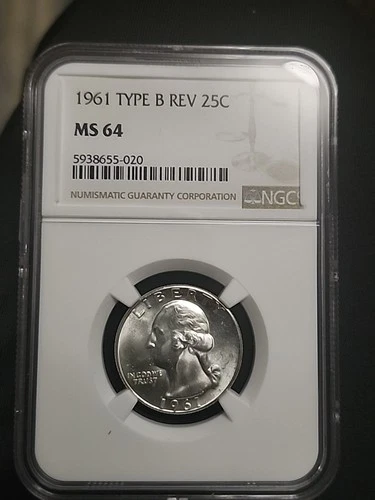 1961 TYPE B REV 25C
MS 64
5938655-020
NUMISMATIC GUARANTY CORPORATION NGC
LIBERTY
IN GOD WE
TRUST
1961